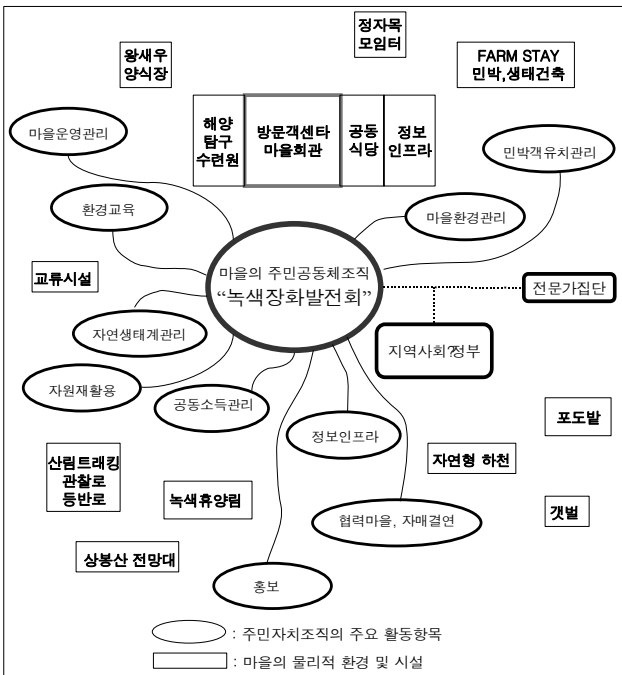 정자목
모임터
왕새우
양식장
FARM STAY
민박,생태건축
해양
탐구
수련원
방문객센타
마을회관
공동
식당
정보
인프라
마을운영관리
민박객유치관리
환경교육
마을환경관리
마을의 주민공동체조직
“녹색장화발전회”
교류시설
전문가집단
자연생태계관리
지역사회?정부
자원재활용
공동소득관리
포도밭
정보인프라
산림트래킹
관찰로
등반로
자연형 하천
녹색휴양림
갯벌
협력마을, 자매결연
상봉산 전망대
홍보
: 주민자치조직의 주요 활동항목
: 마을의 물리적 환경 및 시설